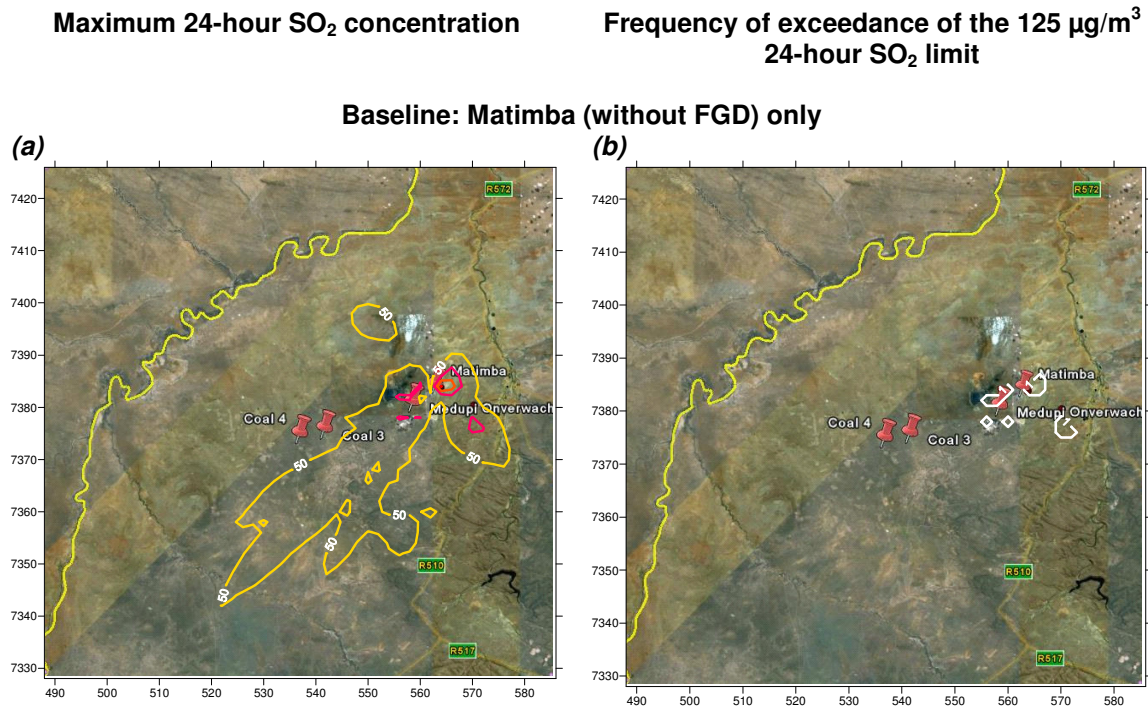 Maximum 24-hour SO₂ concentration
Frequency of exceedance of the 125 µg/m³
24-hour SO₂ limit
Baseline: Matimba (without FGD) only
(a)
7420
7410
7400
7390
7380
7370
7360
7350
7340
7330
490 500 510 520 530 540 550 560 570 580
R572
50
50
Matimba
Medupi Onverwach
Coal 4
Coal 3
50
50
50
50
50
R510
R517
(b)
7420
7410
7400
7390
7380
7370
7360
7350
7340
7330
490 500 510 520 530 540 550 560 570 580
R572
Matimba
1
1
Medupi Onverwach
Coal 4
Coal 3
R510
R517